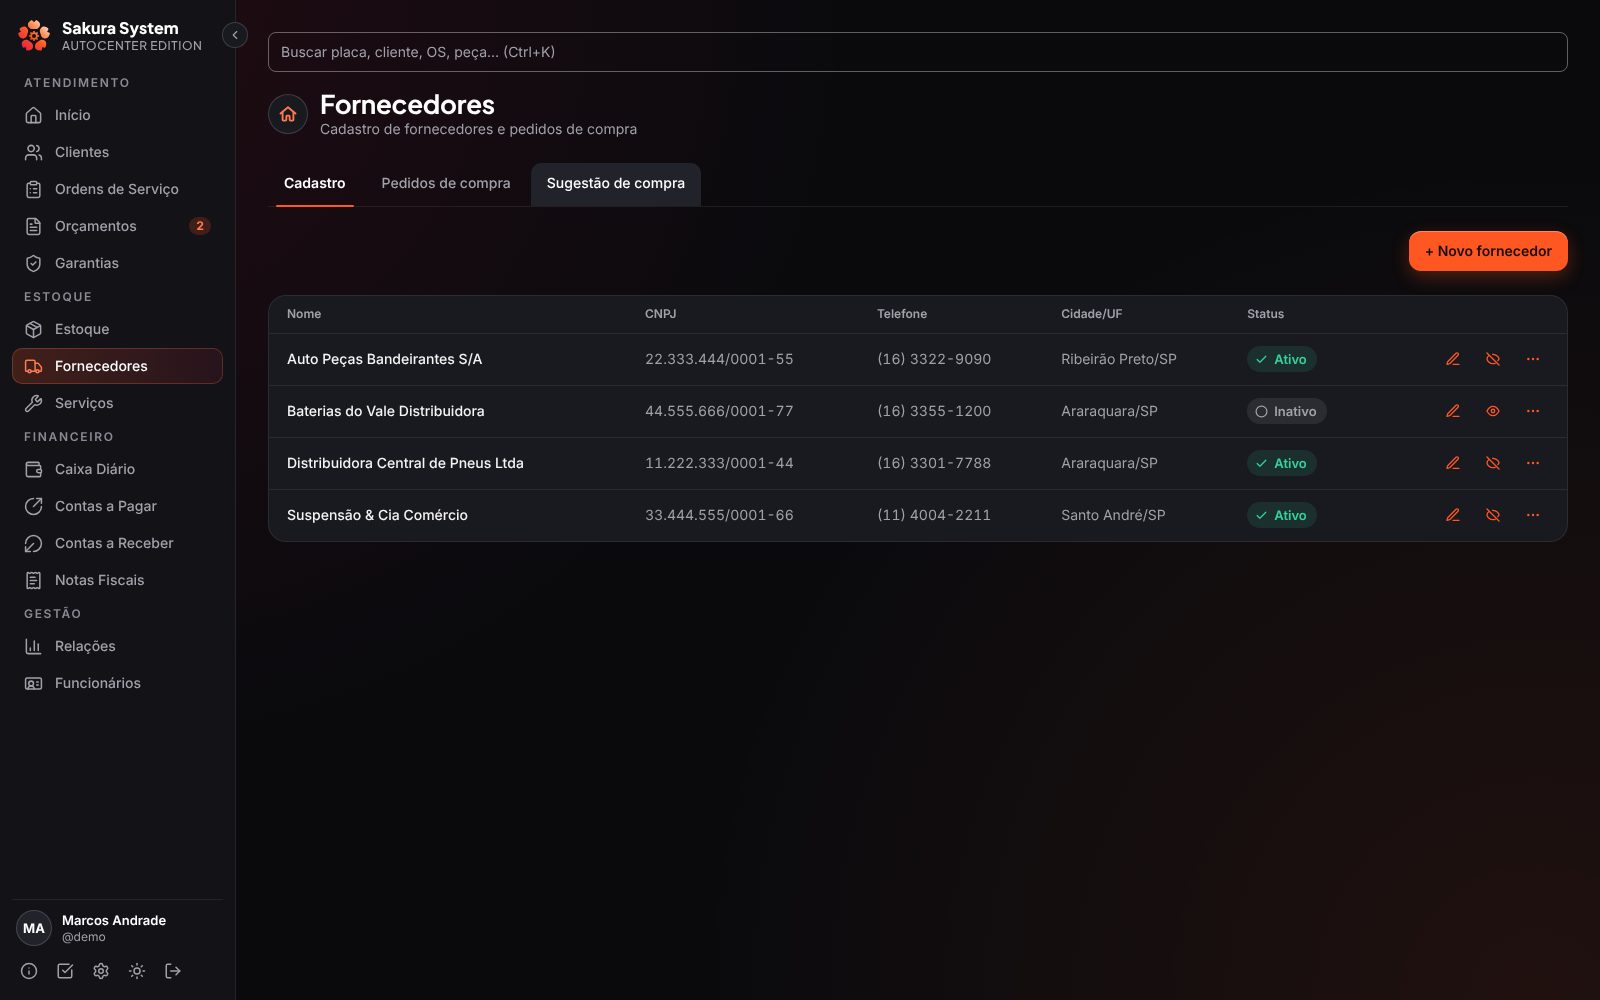 Sakura System
AUTOCENTER EDITION
ATENDIMENTO
Início
Clientes
Ordens de Serviço
Orçamentos 2
Garantias
ESTOQUE
Estoque
Fornecedores
Serviços
FINANCEIRO
Caixa Diário
Contas a Pagar
Contas a Receber
Notas Fiscais
GESTÃO
Relações
Funcionários
MA
Marcos Andrade
@demo
Buscar placa, cliente, OS, peça... (Ctrl+K)
Fornecedores
Cadastro de fornecedores e pedidos de compra
Cadastro Pedidos de compra Sugestão de compra
+ Novo fornecedor
Nome CNPJ Telefone Cidade/UF Status
Auto Peças Bandeirantes S/A 22.333.444/0001-55 (16) 3322-9090 Ribeirão Preto/SP Ativo
Baterias do Vale Distribuidora 44.555.666/0001-77 (16) 3355-1200 Araraquara/SP Inativo
Distribuidora Central de Pneus Ltda 11.222.333/0001-44 (16) 3301-7788 Araraquara/SP Ativo
Suspensão & Cia Comércio 33.444.555/0001-66 (11) 4004-2211 Santo André/SP Ativo